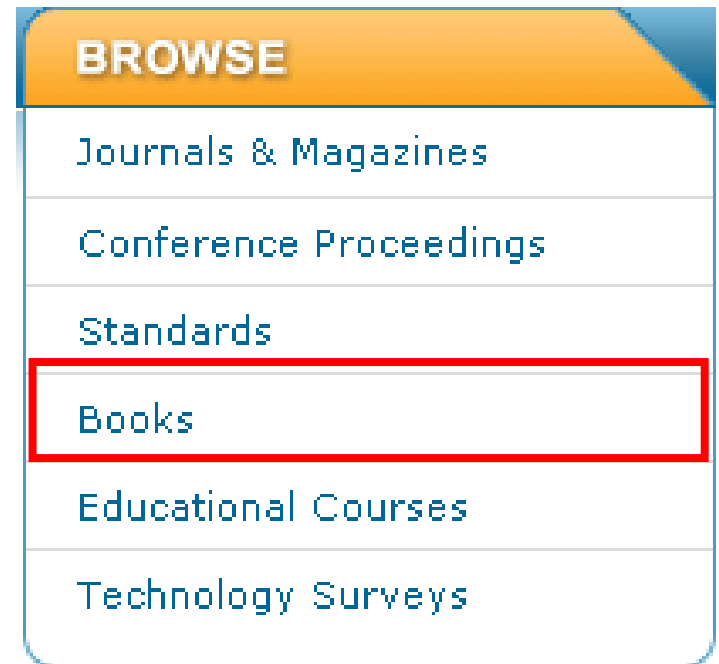 BROWSE
Journals & Magazines
Conference Proceedings
Standards
Books
Educational Courses
Technology Surveys